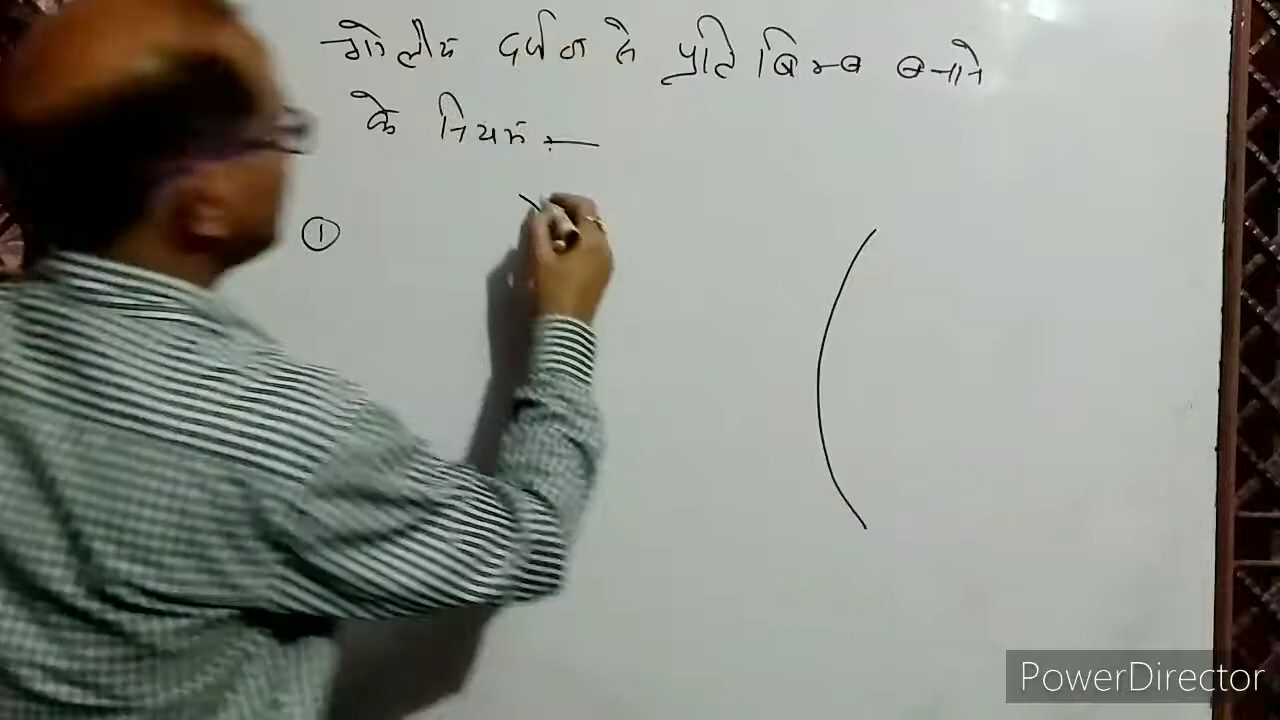 गोलीय दर्पण से प्रतिबिम्ब बनाने
के नियम :—
①
PowerDirector